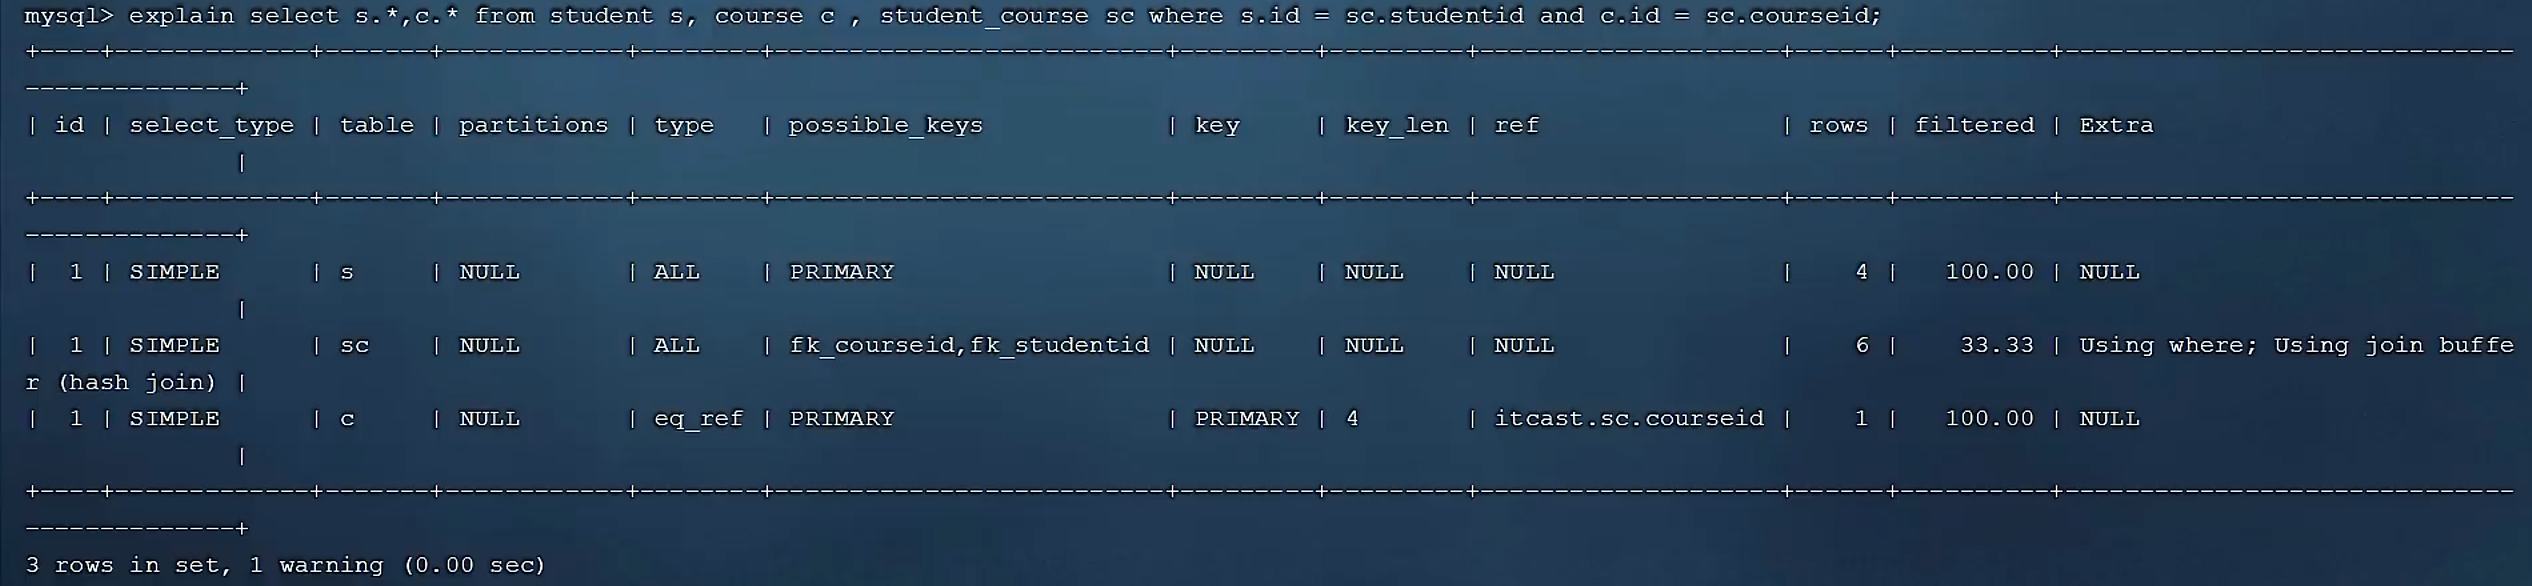 mysql> explain select s.*,c.* from student s, course c , student_course sc where s.id = sc.studentid and c.id = sc.courseid;
+----+-------------+-------+------------+--------+--------------------------+---------+---------+--------------------+------+----------+------------------------------
--------------+
| id | select_type | table | partitions | type   | possible_keys            | key     | key_len | ref                | rows | filtered | Extra
              |
+----+-------------+-------+------------+--------+--------------------------+---------+---------+--------------------+------+----------+------------------------------
--------------+
|  1 | SIMPLE      | s     | NULL       | ALL    | PRIMARY                  | NULL    | NULL    | NULL               |    4 |   100.00 | NULL
              |
|  1 | SIMPLE      | sc    | NULL       | ALL    | fk_courseid,fk_studentid | NULL    | NULL    | NULL               |    6 |    33.33 | Using where; Using join buffe
r (hash join) |
|  1 | SIMPLE      | c     | NULL       | eq_ref | PRIMARY                  | PRIMARY | 4       | itcast.sc.courseid |    1 |   100.00 | NULL
              |
+----+-------------+-------+------------+--------+--------------------------+---------+---------+--------------------+------+----------+------------------------------
--------------+
3 rows in set, 1 warning (0.00 sec)